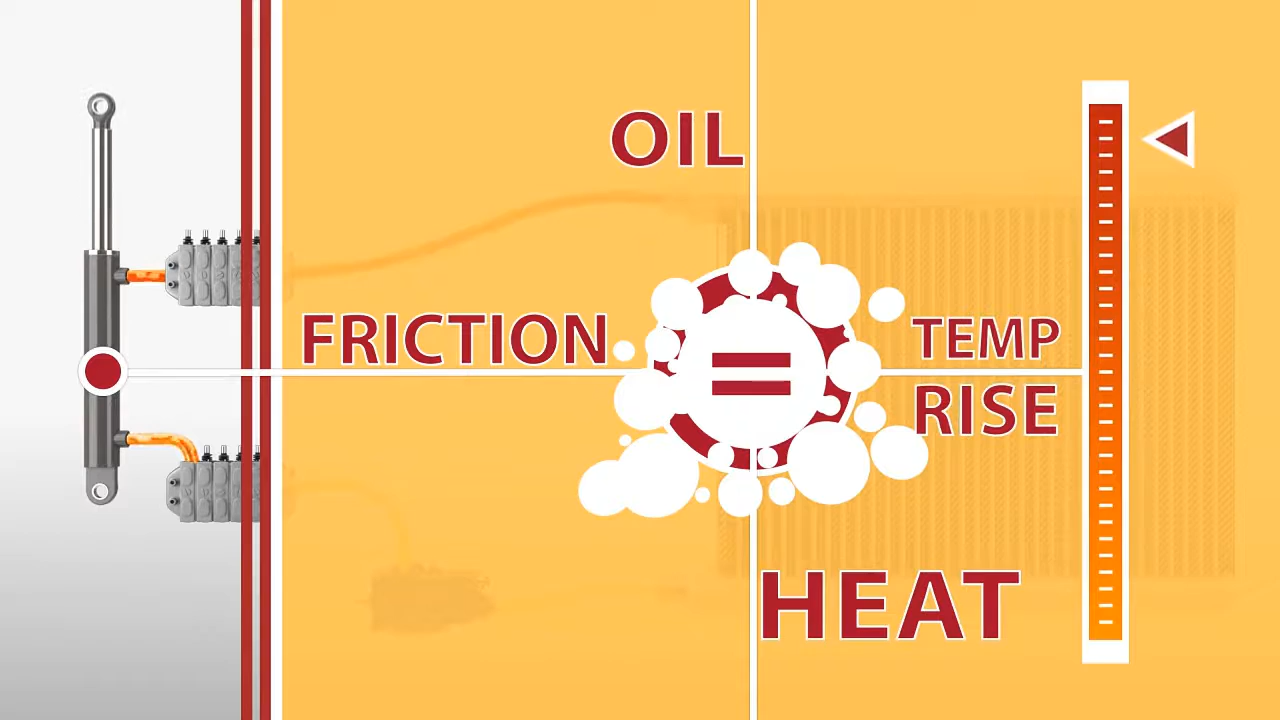 OIL
FRICTION
=
TEMP
RISE
HEAT